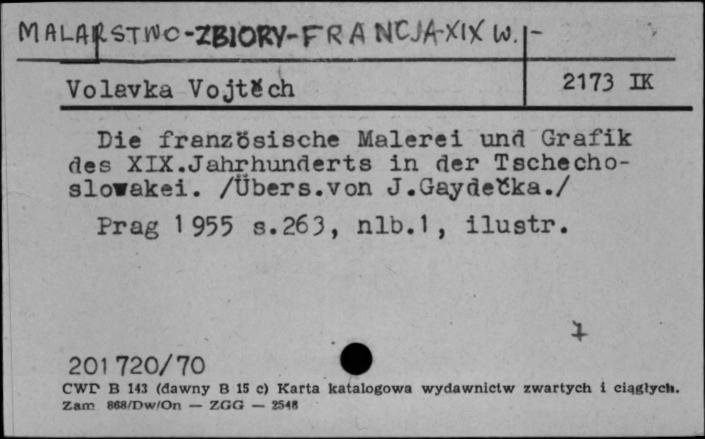 MALARSTWO-ZBIORY-FRANCJA-XIX W. -
Volavka Vojtěch
2173 IK
Die französische Malerei und Grafik
des XIX.Jahrhunderts in der Tschecho-
slowakei. /Übers.von J.Gaydečka./
Prag 1955 s.263, nlb.1, ilustr.
201720/70
CWD B 143 (dawny B 15 c) Karta katalogowa wydawnictw zwartych i ciągłych.
Zam. 868/Dw/On — ZGG — 2548